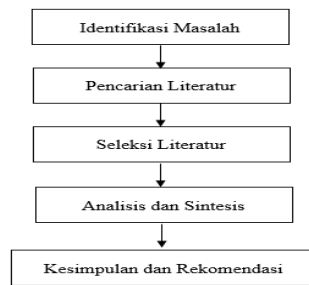 Identifikasi Masalah
Pencarian Literatur
Seleksi Literatur
Analisis dan Sintesis
Kesimpulan dan Rekomendasi